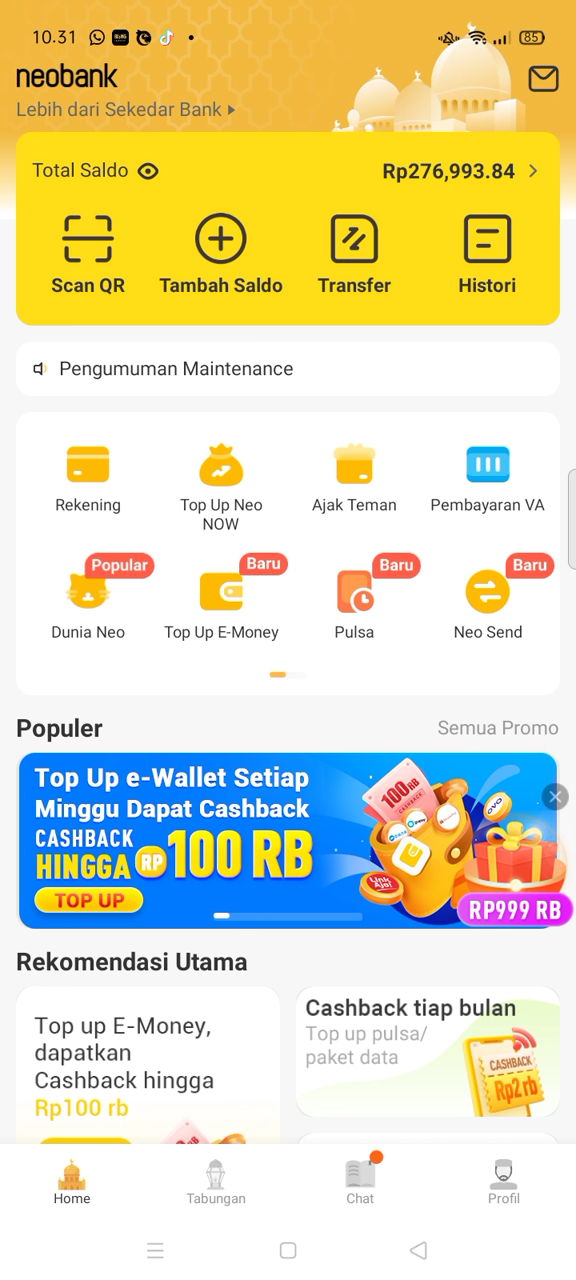 10.31
85
neobank
Lebih dari Sekedar Bank
Total Saldo
Rp276,993.84
Scan QR
Tambah Saldo
Transfer
Histori
Pengumuman Maintenance
Rekening
Top Up Neo
NOW
Ajak Teman
Pembayaran VA
Popular
Baru
Baru
Baru
Dunia Neo
Top Up E-Money
Pulsa
Neo Send
Populer
Semua Promo
Top Up e-Wallet Setiap
Minggu Dapat Cashback
CASHBACK
HINGGA RP 100 RB
TOP UP
100RB
OVO
LinkAja!
RP999 RB
Rekomendasi Utama
Top up E-Money,
dapatkan
Cashback hingga
Rp100 rb
Cashback tiap bulan
Top up pulsa/
paket data
CASHBACK
Rp2 rb
Home
Tabungan
Chat
Profil